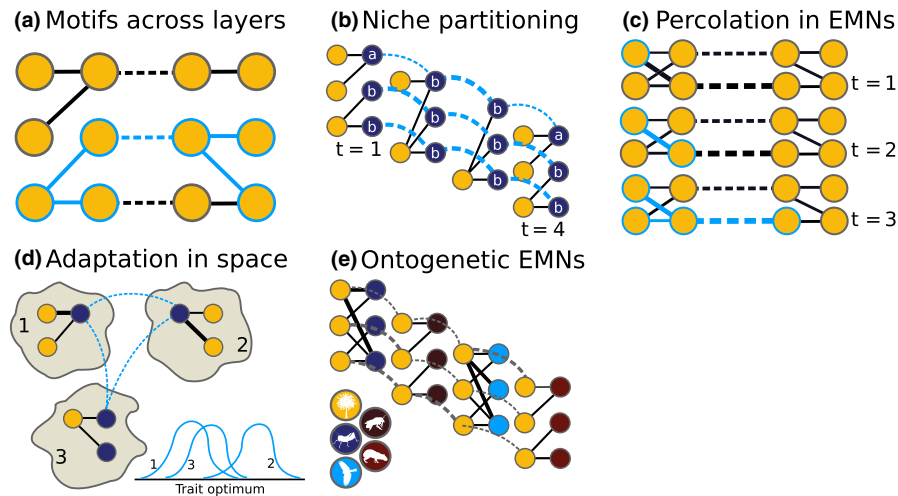 (a) Motifs across layers
(b) Niche partitioning
a
b
b
t = 1
b
b
b
b
b
b
a
b
b
t = 4
(c) Percolation in EMNs
t = 1
t = 2
t = 3
(d) Adaptation in space
1
2
3
1 3 2
Trait optimum
(e) Ontogenetic EMNs